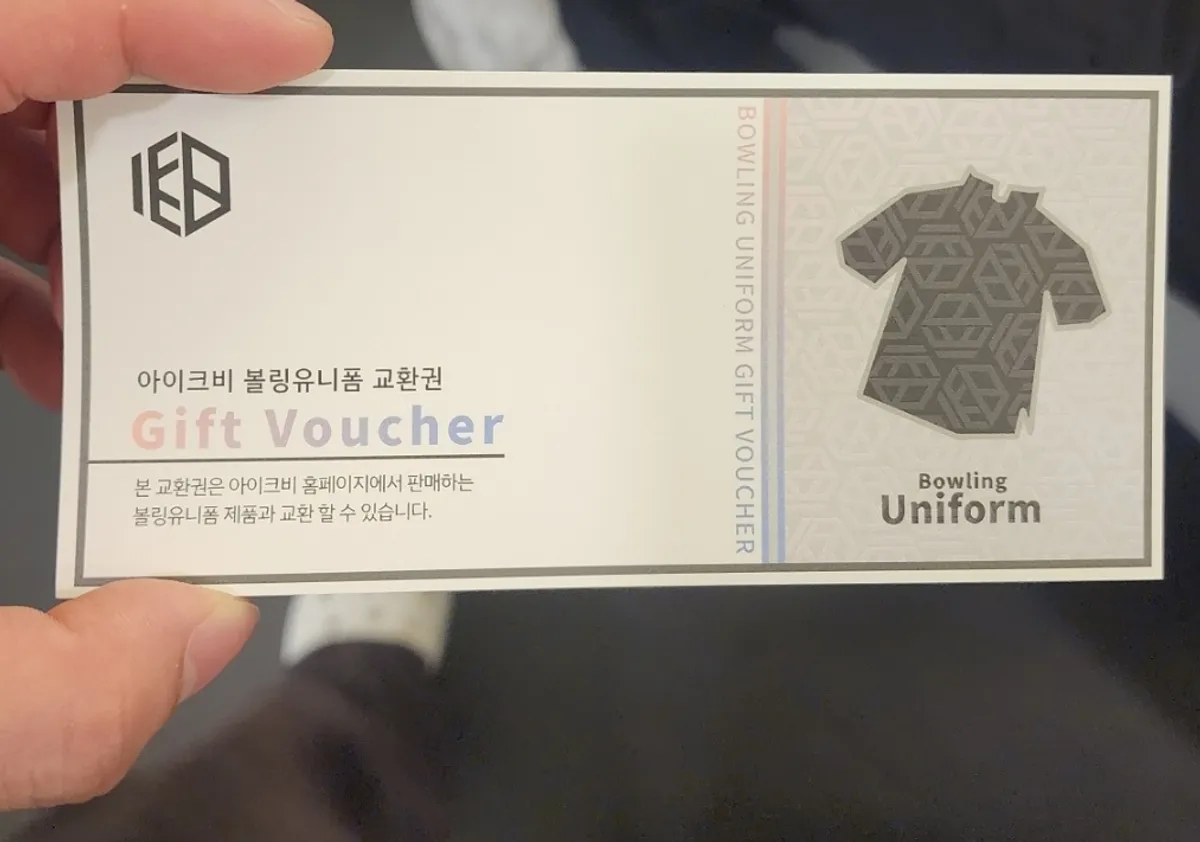 IEB
아이크비 볼링유니폼 교환권
Gift Voucher
본 교환권은 아이크비 홈페이지에서 판매하는
볼링유니폼 제품과 교환 할 수 있습니다.
BOWLING UNIFORM GIFT VOUCHER
Bowling
Uniform